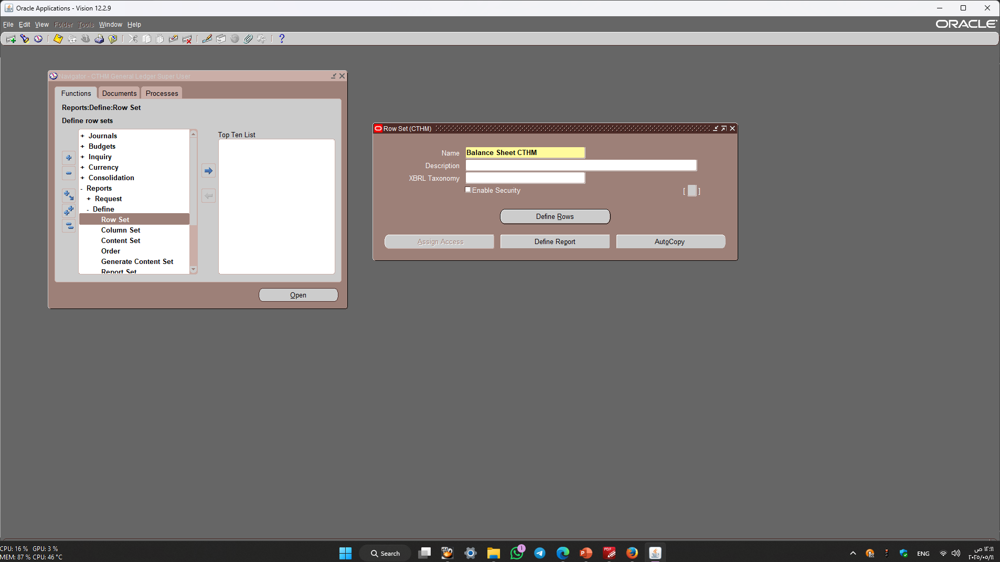 Oracle Applications - Vision 12.2.9
File Edit View Folder Tools Window Help
ORACLE
Navigator - CTHM General Ledger Super User
Functions Documents Processes
Reports:Define:Row Set
Define row sets
+ Journals
+ Budgets
+ Inquiry
+ Currency
+ Consolidation
- Reports
+ Request
- Define
Row Set
Column Set
Content Set
Order
Generate Content Set
Report Set
Top Ten List
Open
Row Set (CTHM)
Name Balance Sheet CTHM
Description
XBRL Taxonomy
Enable Security
[ ]
Define Rows
Assign Access Define Report AutoCopy
CPU: 16 % GPU: 3 %
MEM: 87 % CPU: 46 °C
Search
1
ENG
١٢:١١ ص
٢٠٢٥/٠٥/١١